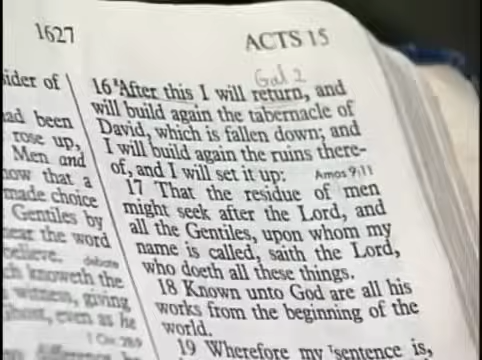 1627
ACTS 15
sider of
had been
rose up,
Men and
now that a
made choice
Gentiles by
hear the word
believe.
debate
knoweth the
witness, giving
even as he
Gal 2
16 After this I will return, and
will build again the tabernacle of
David, which is fallen down; and
I will build again the ruins there-
of, and I will set it up:
Amos 9:11
17 That the residue of men
might seek after the Lord, and
all the Gentiles, upon whom my
name is called, saith the Lord,
who doeth all these things.
18 Known unto God are all his
works from the beginning of the
world.
19 Wherefore my sentence is,